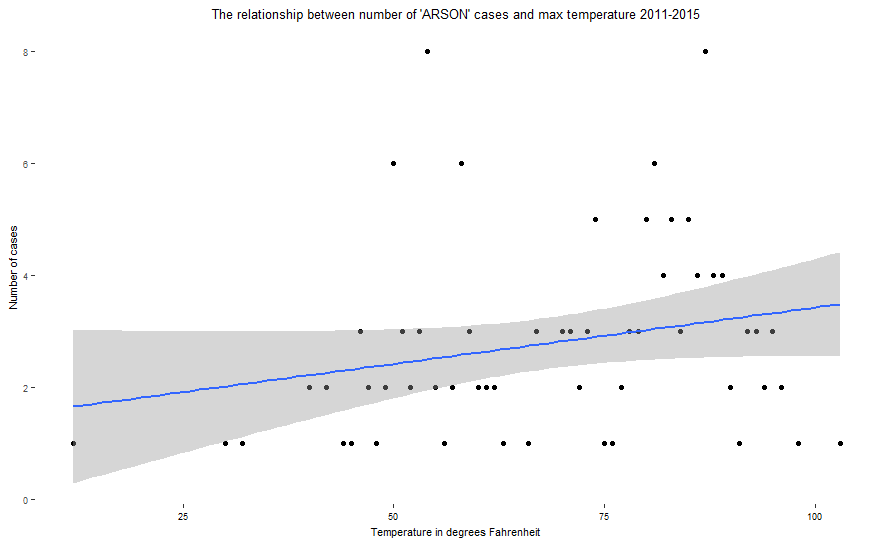 The relationship between number of 'ARSON' cases and max temperature 2011-2015
8
6
4
2
0
Number of cases
25 50 75 100
Temperature in degrees Fahrenheit